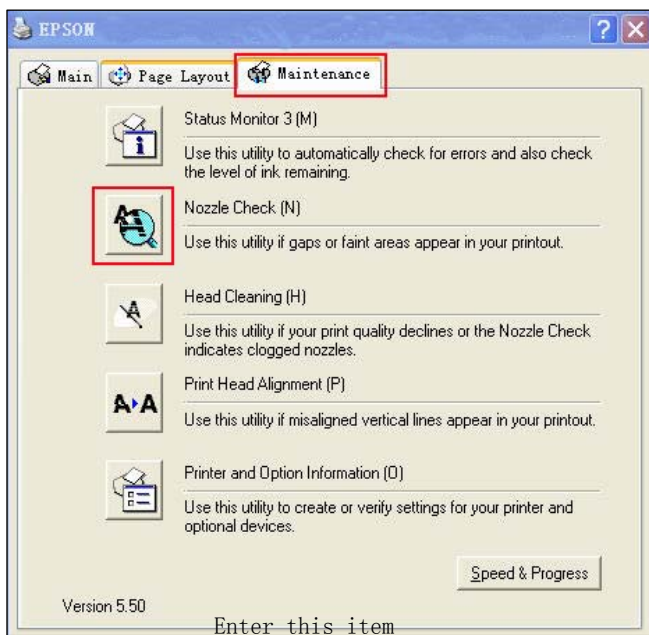 EPSON
Main Page Layout Maintenance
Status Monitor 3 (M)
Use this utility to automatically check for errors and also check
the level of ink remaining.
Nozzle Check (N)
Use this utility if gaps or faint areas appear in your printout.
Head Cleaning (H)
Use this utility if your print quality declines or the Nozzle Check
indicates clogged nozzles.
Print Head Alignment (P)
Use this utility if misaligned vertical lines appear in your printout.
Printer and Option Information (O)
Use this utility to create or verify settings for your printer and
optional devices.
Speed & Progress
Version 5.50
Enter this item